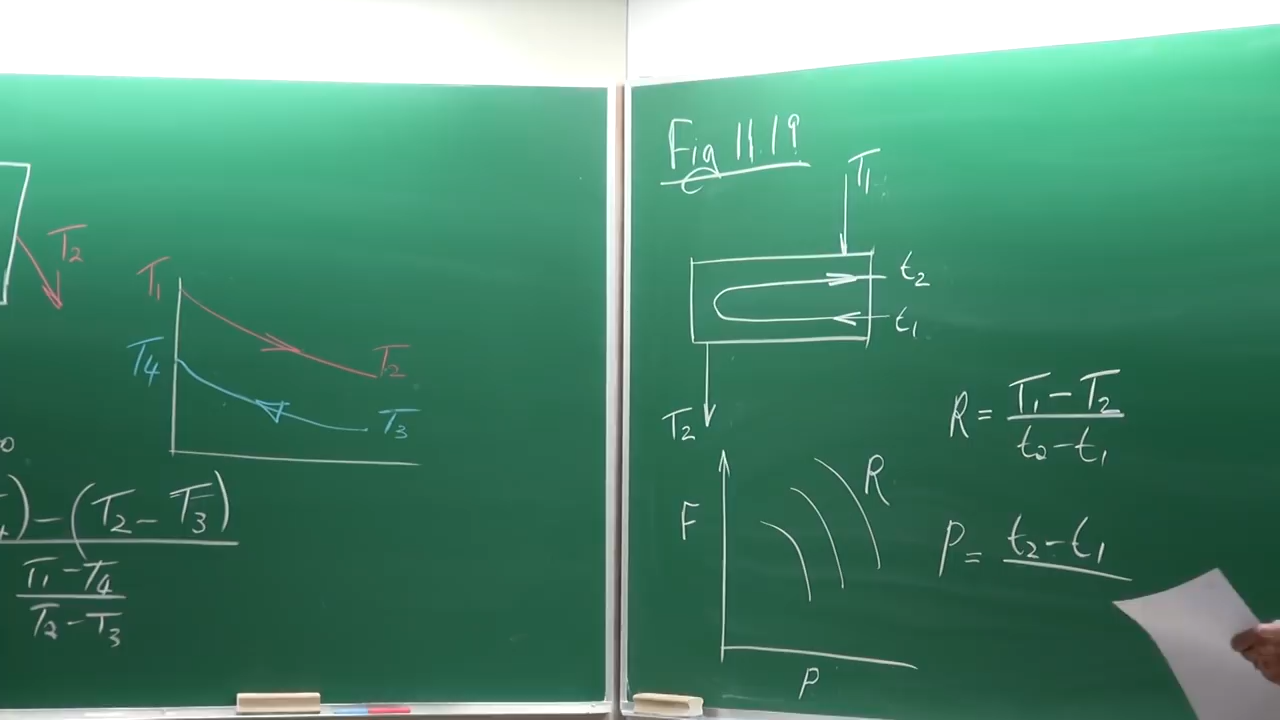 T₂
T₁
T₂
T₄
T₃
) - (T₂ - T₃)
T₁ - T₄
T₂ - T₃
Fig 11.19
T₁
t₂
t₁
T₂
R = T₁ - T₂
t₂ - t₁
F
R
P
P = t₂ - t₁